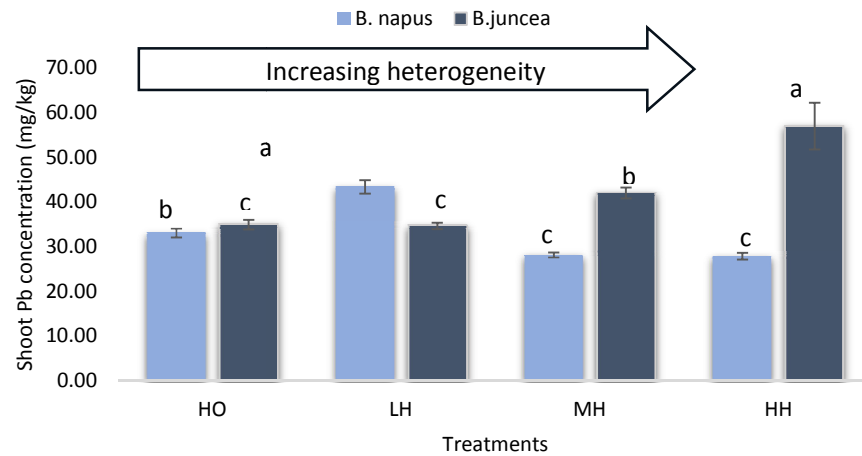 B. napus B.juncea
70.00
Increasing heterogeneity
60.00
a
50.00
a
40.00
b c c b
30.00
c c
20.00
10.00
0.00
Shoot Pb concentration (mg/kg)
HO LH MH HH
Treatments